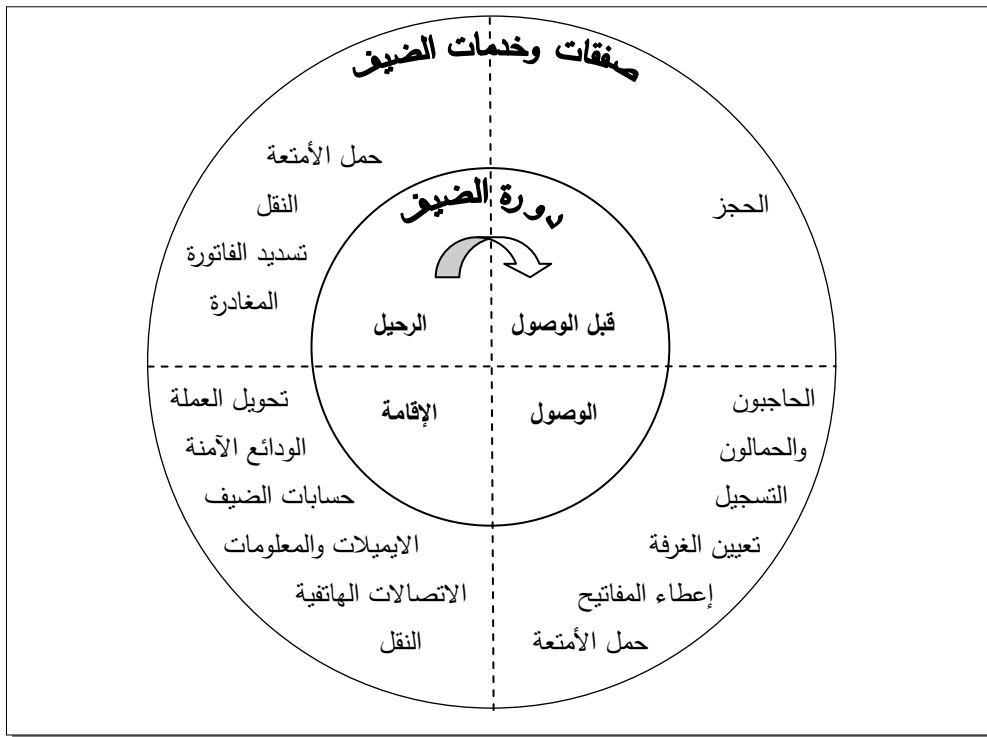 صفقات وخدمات الضيف
دورة الضيف
قبل الوصول
الحجز
الوصول
الحاجبون
والحمالون
التسجيل
تعيين الغرفة
إعطاء المفاتيح
حمل الأمتعة
الإقامة
تحويل العملة
الودائع الآمنة
حسابات الضيف
الايميلات والمعلومات
الاتصالات الهاتفية
النقل
الرحيل
حمل الأمتعة
النقل
تسديد الفاتورة
المغادرة